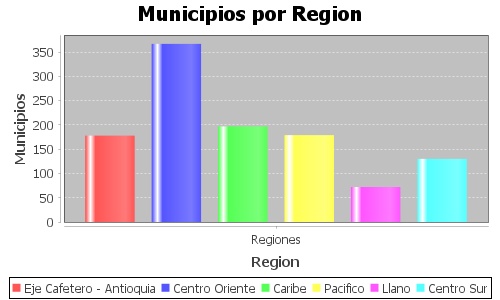 Municipios por Region
350
300
250
200
150
100
50
0
Municipios
Regiones
Region
Eje Cafetero - Antioquia Centro Oriente Caribe Pacifico Llano Centro Sur